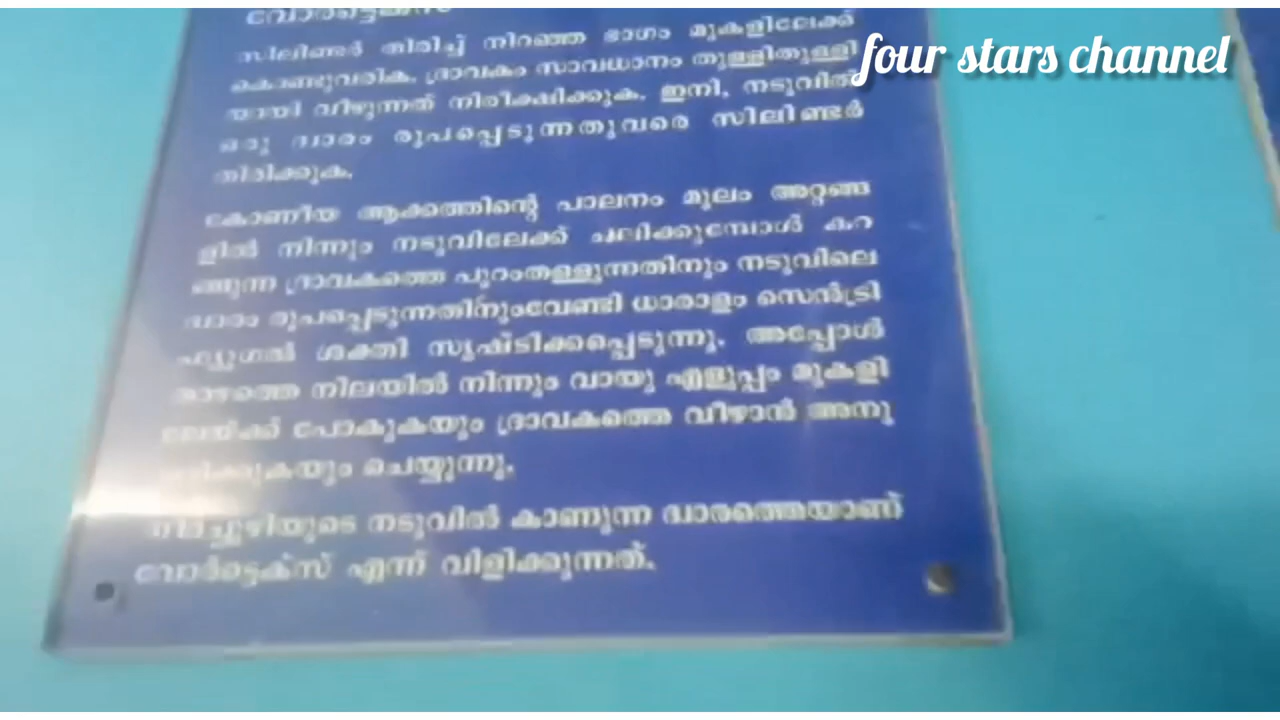 വോർട്ടെക്സ്
four stars channel
സിലിണ്ടർ തിരിച്ച് നിറഞ്ഞ ഭാഗം മുകളിലേക്ക്
കൊണ്ടുവരിക. ദ്രാവകം സാവധാനം തുള്ളിതുള്ളി
യായി വീഴുന്നത് നിരീക്ഷിക്കുക. ഇനി, നടുവിൽ
ഒരു ദ്വാരം രൂപപ്പെടുന്നതുവരെ സിലിണ്ടർ
തിരിക്കുക.
കോണീയ ആക്കത്തിന്റെ പാലനം മൂലം അറ്റങ്ങ
ളിൽ നിന്നും നടുവിലേക്ക് ചലിക്കുമ്പോൾ കറ
ങ്ങുന്ന ദ്രാവകത്തെ പുറംതള്ളുന്നതിനും നടുവിലെ
ദ്വാരം രൂപപ്പെടുന്നതിനുംവേണ്ടി ധാരാളം സെൻട്രി
ഫ്യൂഗൽ ശക്തി സൃഷ്ടിക്കപ്പെടുന്നു. അപ്പോൾ
താഴത്തെ നിലയിൽ നിന്നും വായു എളുപ്പം മുകളി
ലേയ്ക്ക് പോകുകയും ദ്രാവകത്തെ വീഴാൻ അനു
വദിക്കുകയും ചെയ്യുന്നു.
നീർച്ചുഴിയുടെ നടുവിൽ കാണുന്ന ദ്വാരത്തെയാണ്
വോർട്ടെക്സ് എന്ന് വിളിക്കുന്നത്.